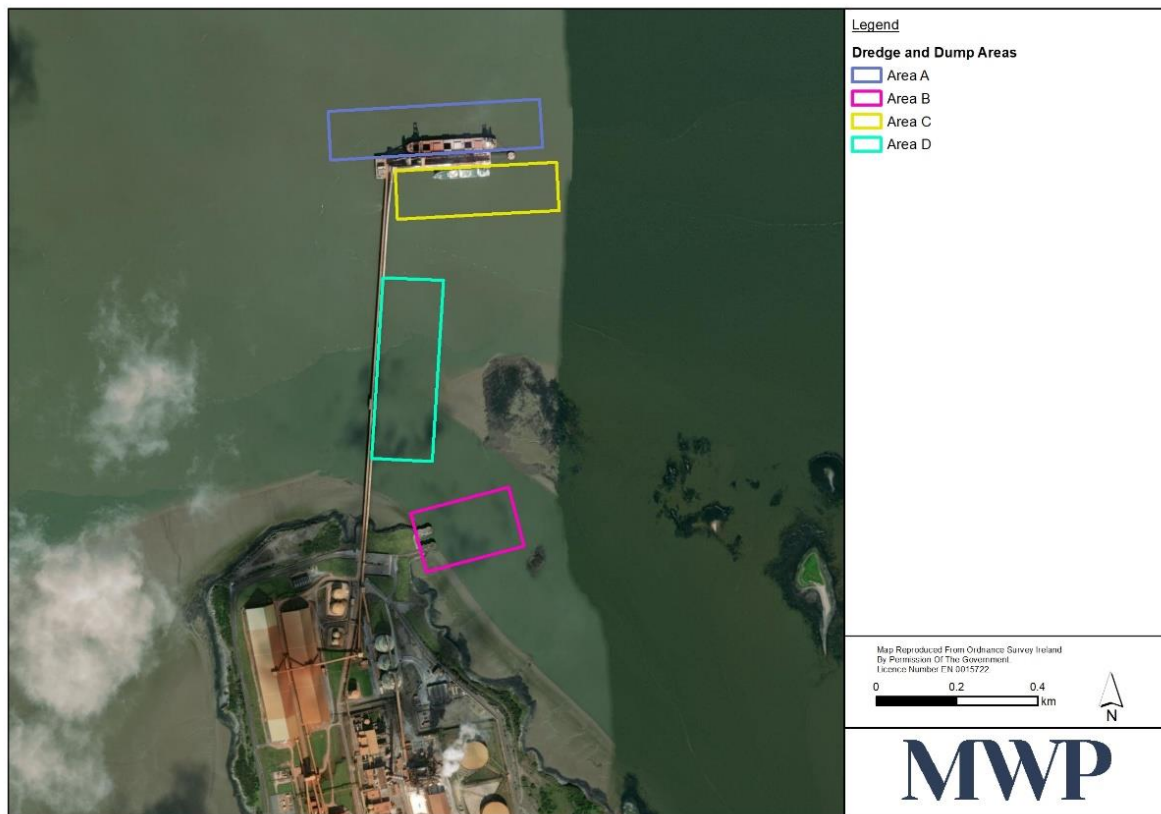 Legend
Dredge and Dump Areas
Area A
Area B
Area C
Area D
Map Reproduced From Ordnance Survey Ireland
By Permission Of The Government.
Licence Number EN 0015722
0 0.2 0.4
km
N
MWP